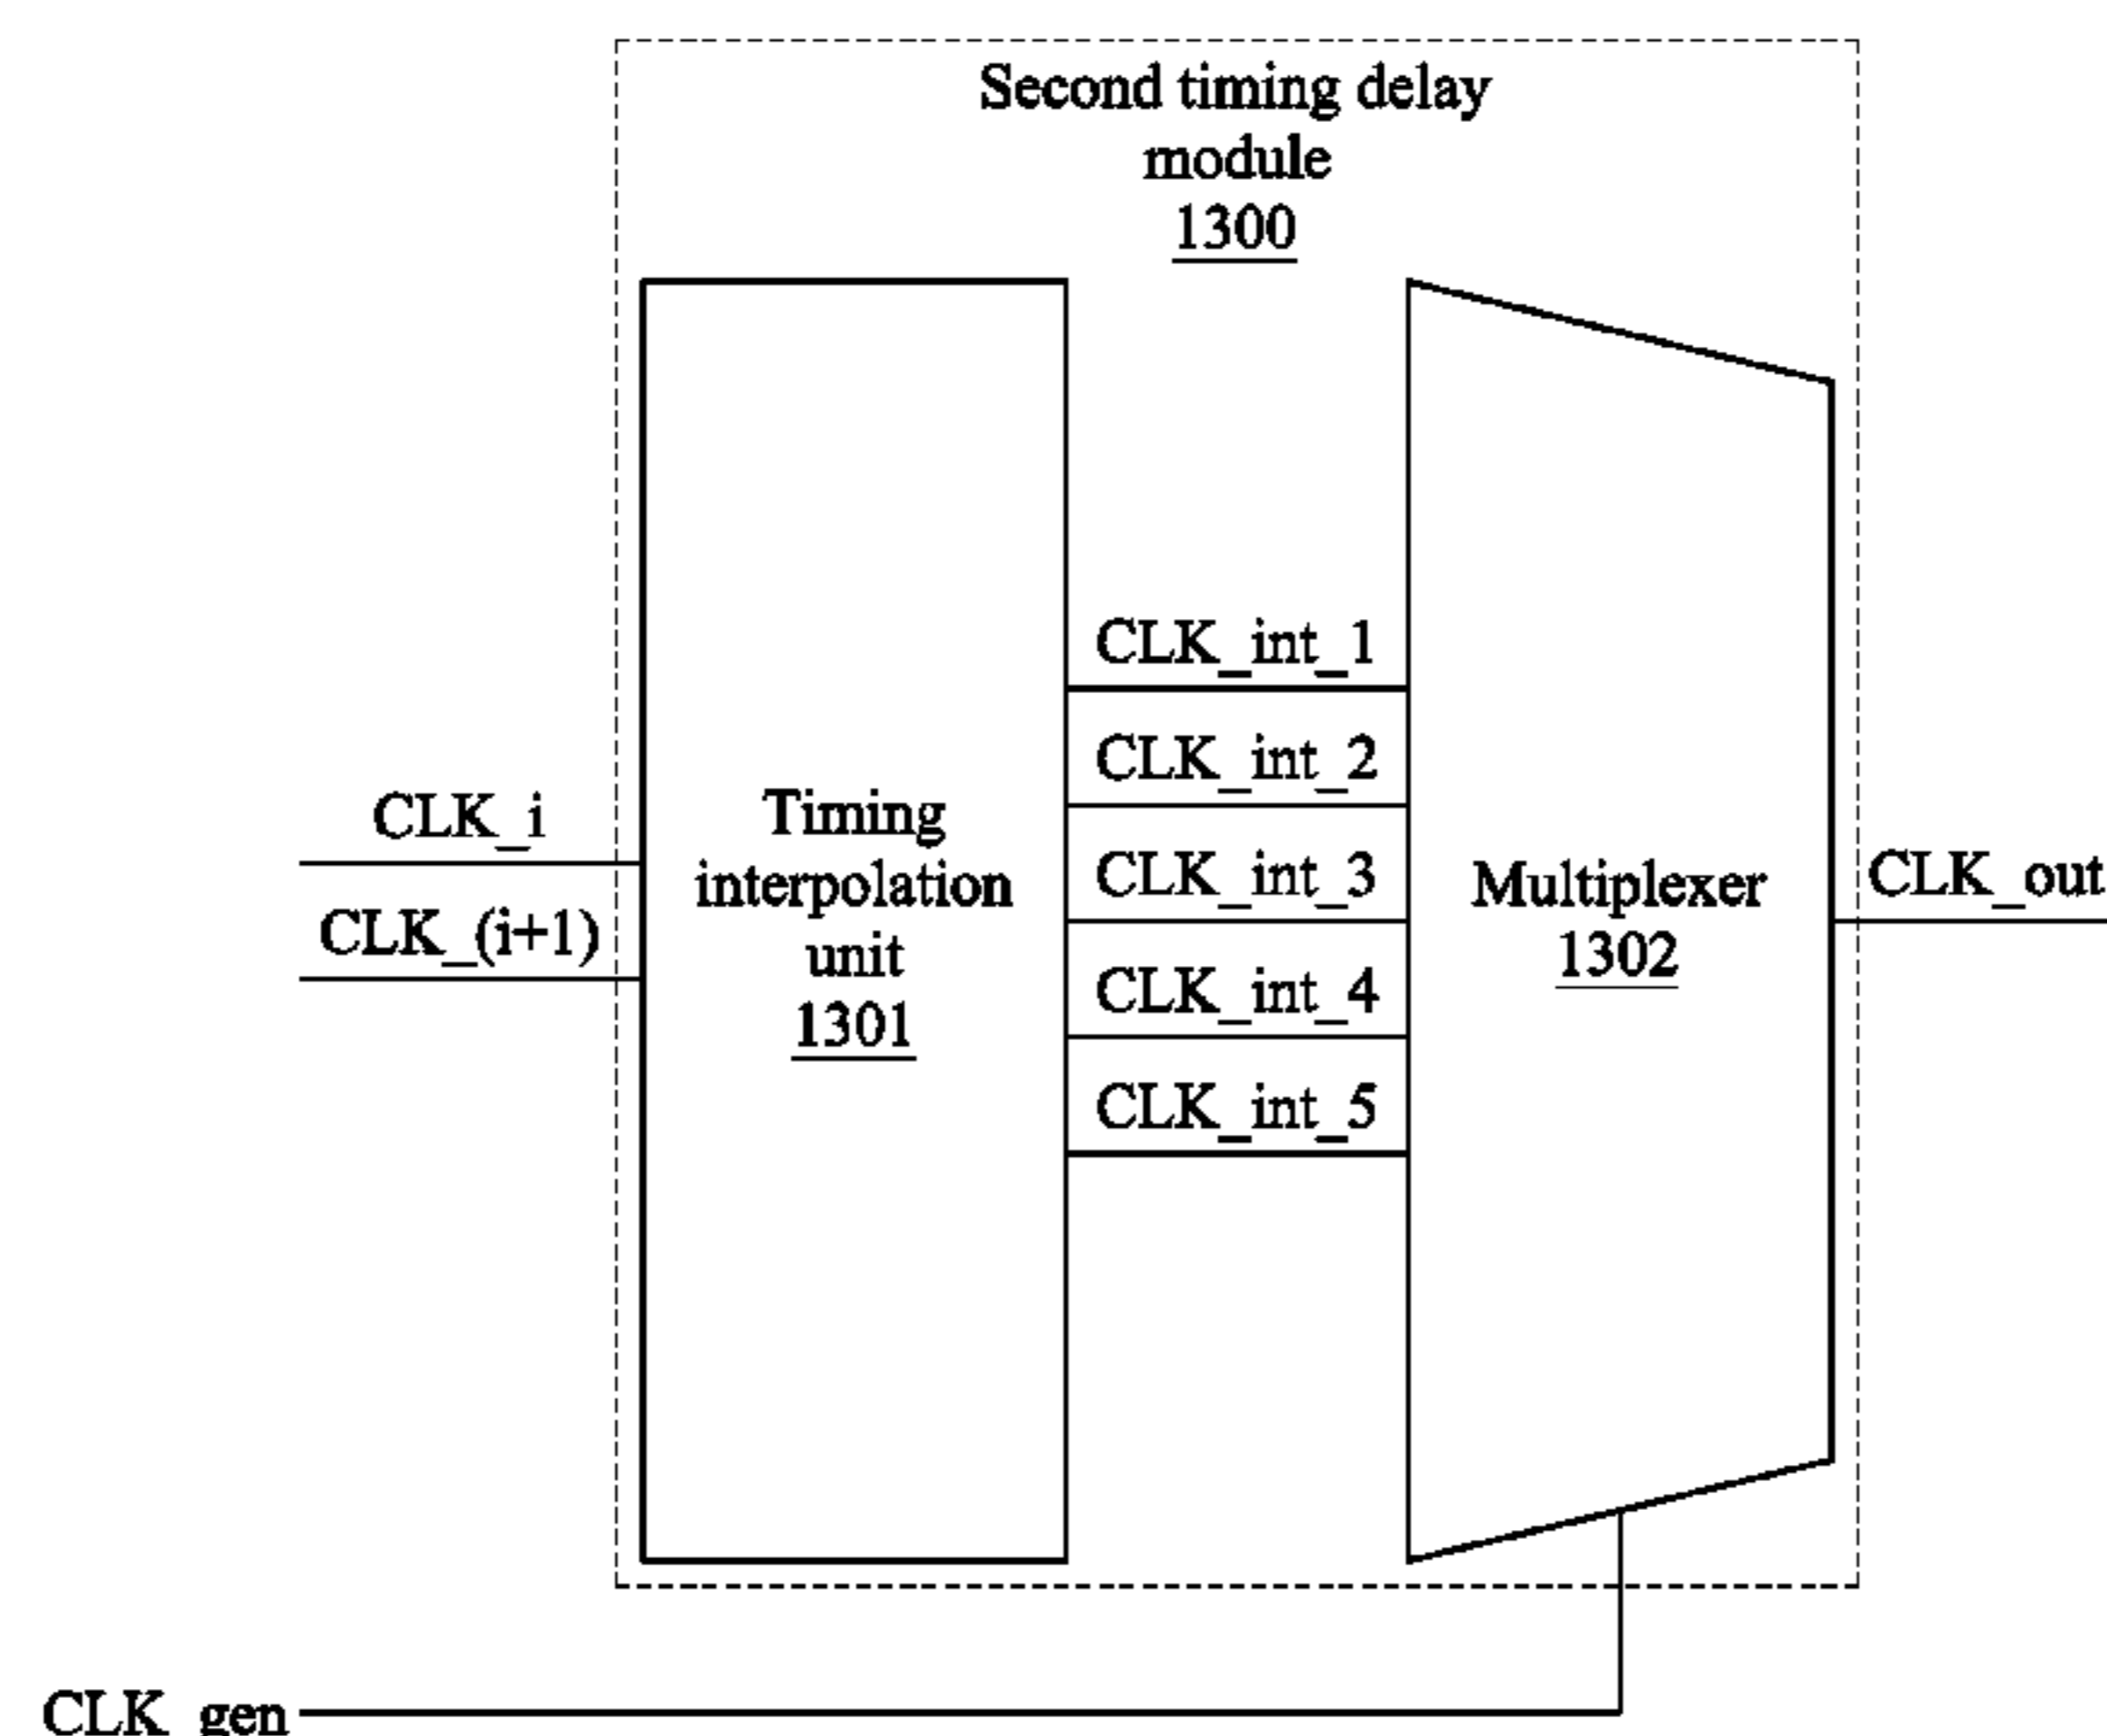 Second timing delay
module
1300
CLK_i
CLK_(i+1)
Timing
interpolation
unit
1301
CLK_int_1
CLK_int_2
CLK_int_3
CLK_int_4
CLK_int_5
Multiplexer
1302
CLK_out
CLK_gen